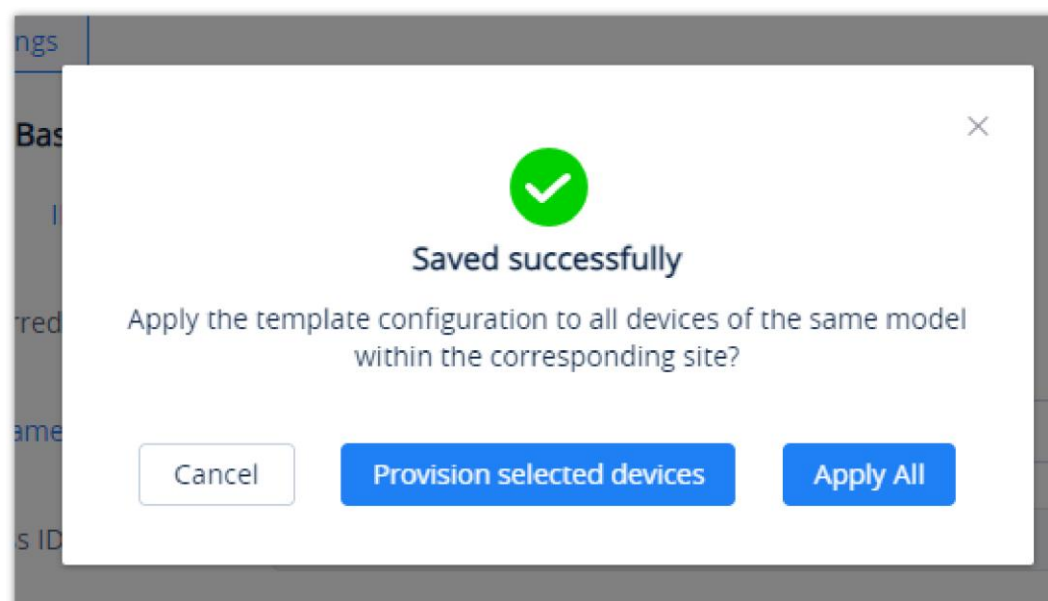 ngs
Bas
Saved successfully
rred
Apply the template configuration to all devices of the same model
within the corresponding site?
ame
Cancel
Provision selected devices
Apply All
s ID